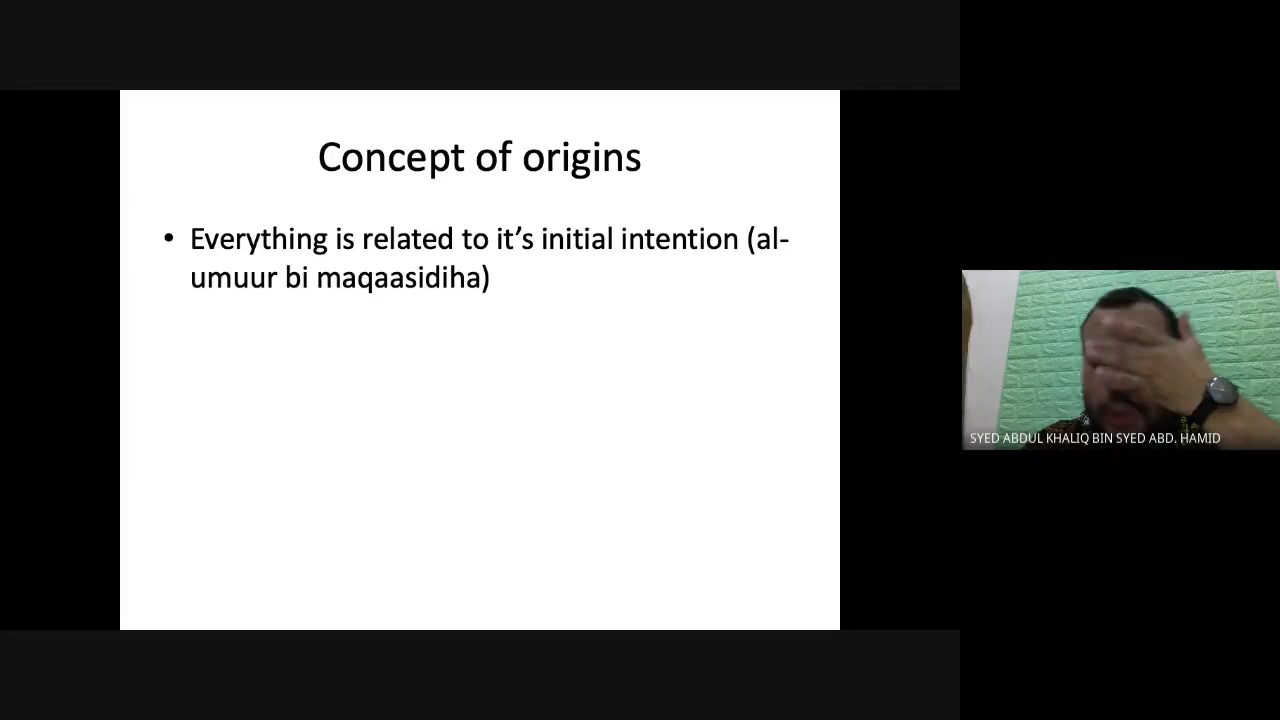 Concept of origins
• Everything is related to it’s initial intention (al-
umuur bi maqaasidiha)
SYED ABDUL KHALIQ BIN SYED ABD. HAMID